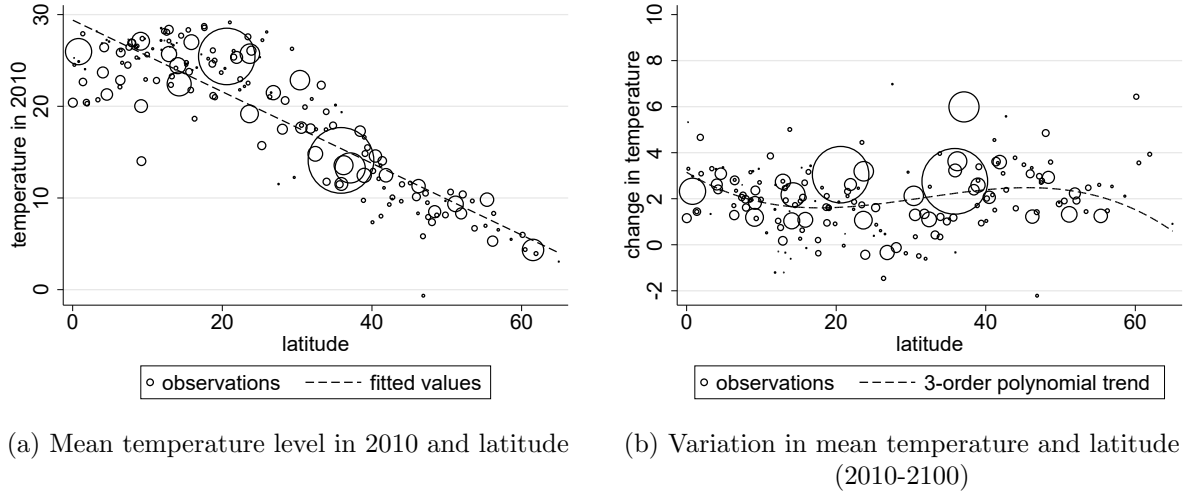 30
20
10
0
temperature in 2010
0
20
40
60
latitude
observations
fitted values
(a) Mean temperature level in 2010 and latitude
10
8
6
4
2
0
-2
change in temperature
0
20
40
60
latitude
observations
3-order polynomial trend
(b) Variation in mean temperature and latitude
(2010-2100)